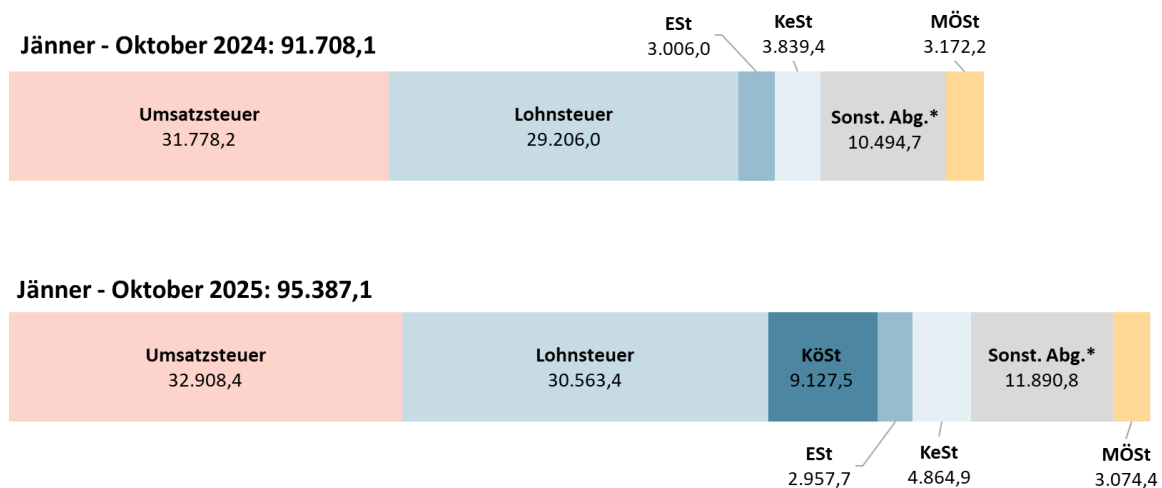 Jänner - Oktober 2024: 91.708,1
ESt
3.006,0
KeSt
3.839,4
MÖSt
3.172,2
Umsatzsteuer
31.778,2
Lohnsteuer
29.206,0
Sonst. Abg.*
10.494,7
Jänner - Oktober 2025: 95.387,1
Umsatzsteuer
32.908,4
Lohnsteuer
30.563,4
KöSt
9.127,5
Sonst. Abg.*
11.890,8
ESt
2.957,7
KeSt
4.864,9
MÖSt
3.074,4